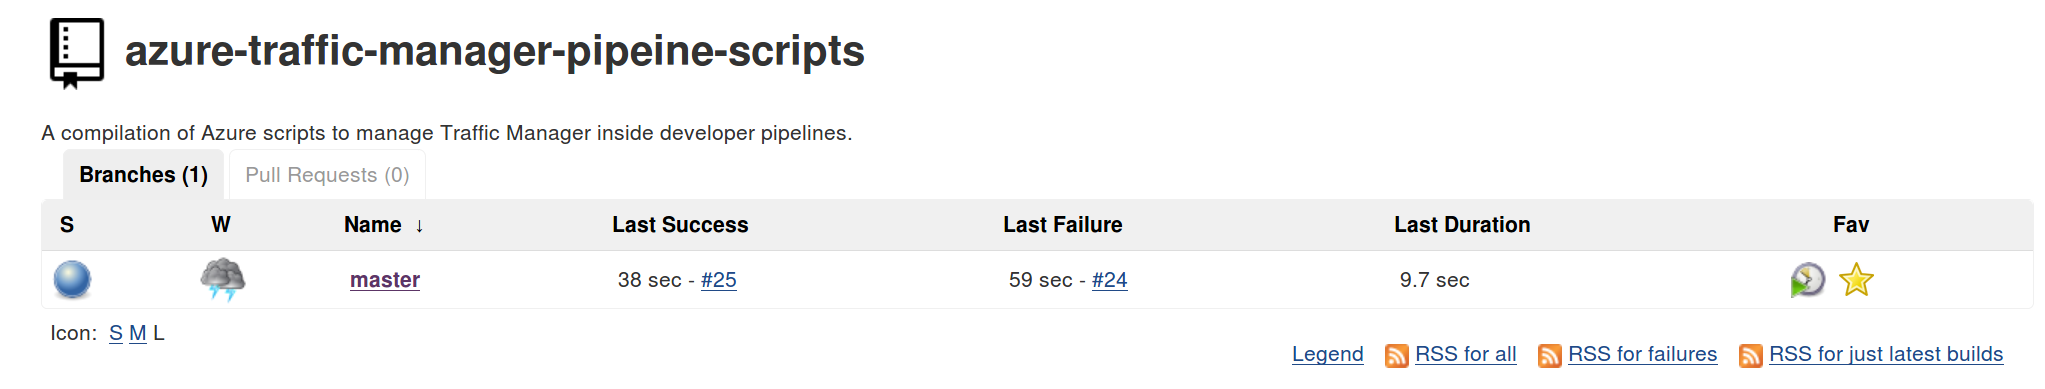 azure-traffic-manager-pipeine-scripts
A compilation of Azure scripts to manage Traffic Manager inside developer pipelines.
Branches (1) Pull Requests (0)
S W Name ↓ Last Success Last Failure Last Duration Fav
master 38 sec - #25 59 sec - #24 9.7 sec
Icon: S M L
Legend RSS for all RSS for failures RSS for just latest builds